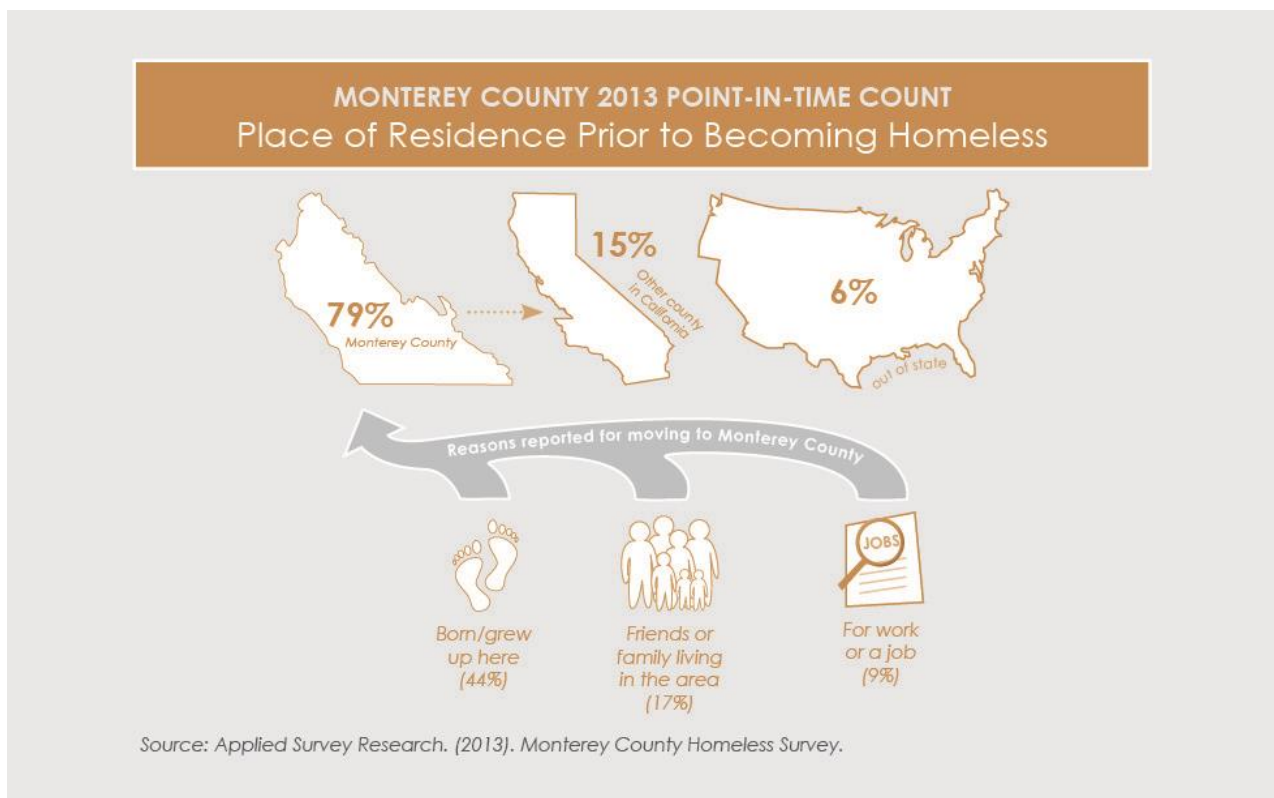 MONTEREY COUNTY 2013 POINT-IN-TIME COUNT
Place of Residence Prior to Becoming Homeless
79%
Monterey County
15%
Other county
in California
6%
out of state
Reasons reported for moving to Monterey County
JOBS
Born/grew
up here
(44%)
Friends or
family living
in the area
(17%)
For work
or a job
(9%)
Source: Applied Survey Research. (2013). Monterey County Homeless Survey.